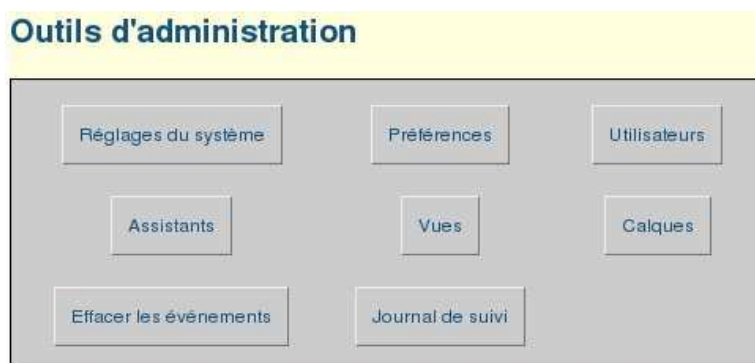 Outils d'administration
Réglages du système
Préférences
Utilisateurs
Assistants
Vues
Calques
Effacer les événements
Journal de suivi